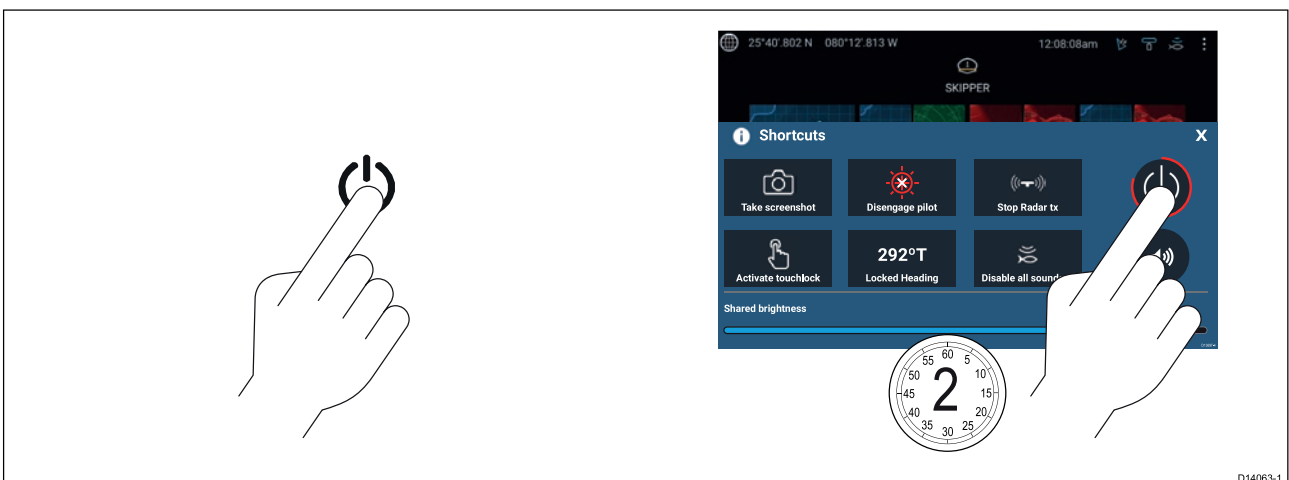 25°40'.802 N 080°12'.813 W 12:08:08am
SKIPPER
Shortcuts X
Take screenshot Disengage pilot Stop Radar tx
292°T
Activate touchlock Locked Heading Disable all
Shared brightness
60
55 5
50 10
2
45 15
40 20
35 25
30
D14063-1